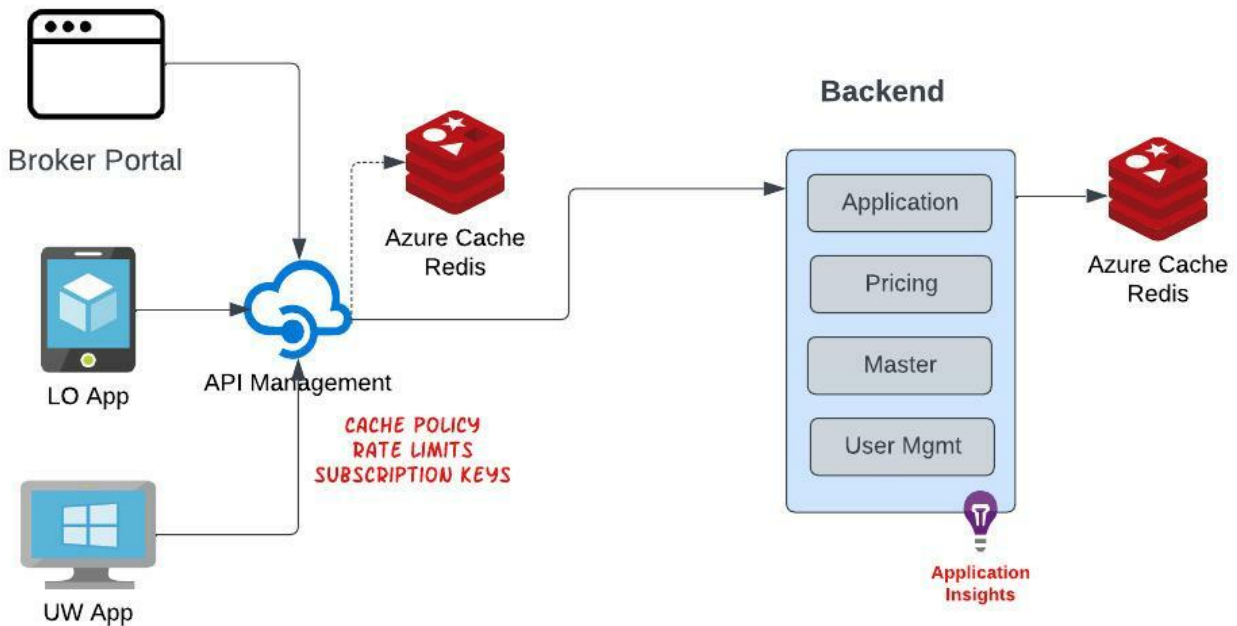 Broker Portal
LO App
UW App
API Management
CACHE POLICY
RATE LIMITS
SUBSCRIPTION KEYS
Azure Cache
Redis
Backend
Application
Pricing
Master
User Mgmt
Application
Insights
Azure Cache
Redis